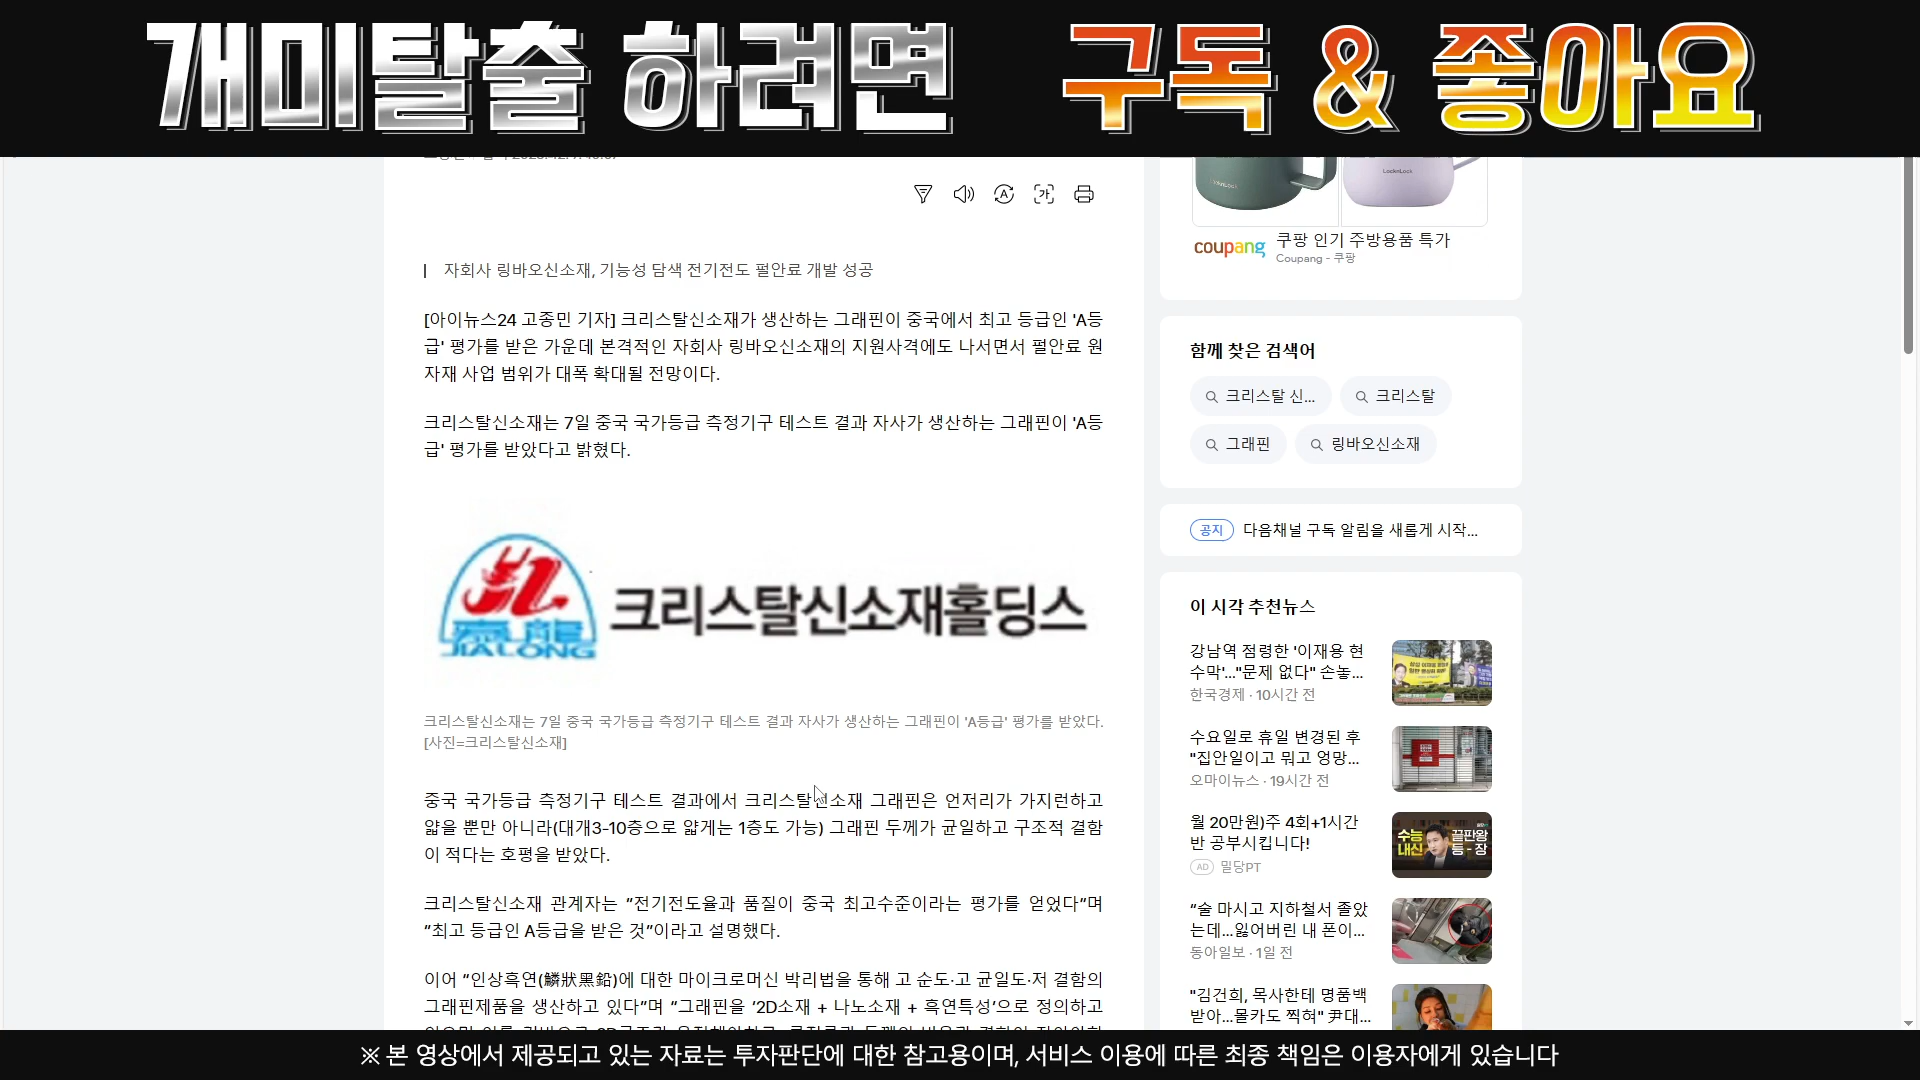 개미탈출 하려면 구독 & 좋아요
자회사 링바오신소재, 기능성 담색 전기전도 펄안료 개발 성공
[아이뉴스24 고종민 기자] 크리스탈신소재가 생산하는 그래핀이 중국에서 최고 등급인 'A등
급' 평가를 받은 가운데 본격적인 자회사 링바오신소재의 지원사격에도 나서면서 펄안료 원
자재 사업 범위가 대폭 확대될 전망이다.
크리스탈신소재는 7일 중국 국가등급 측정기구 테스트 결과 자사가 생산하는 그래핀이 'A등
급' 평가를 받았다고 밝혔다.
JIALONG
크리스탈신소재홀딩스
크리스탈신소재는 7일 중국 국가등급 측정기구 테스트 결과 자사가 생산하는 그래핀이 'A등급' 평가를 받았다.
[사진=크리스탈신소재]
중국 국가등급 측정기구 테스트 결과에서 크리스탈신소재 그래핀은 언저리가 가지런하고
얇을 뿐만 아니라(대개3-10층으로 얇게는 1층도 가능) 그래핀 두께가 균일하고 구조적 결함
이 적다는 호평을 받았다.
크리스탈신소재 관계자는 “전기전도율과 품질이 중국 최고수준이라는 평가를 얻었다”며
“최고 등급인 A등급을 받은 것”이라고 설명했다.
이어 “인상흑연(鱗狀黑鉛)에 대한 마이크로머신 박리법을 통해 고 순도·고 균일도·저 결함의
그래핀제품을 생산하고 있다”며 “그래핀을 ‘2D소재 + 나노소재 + 흑연특성’으로 정의하고
LocknLock
LocknLock
coupang
쿠팡 인기 주방용품 특가
Coupang - 쿠팡
함께 찾은 검색어
크리스탈 신...
크리스탈
그래핀
링바오신소재
공지 다음채널 구독 알림을 새롭게 시작...
이 시각 추천뉴스
강남역 점령한 '이재용 현
수막'..."문제 없다" 손놓...
한국경제 · 10시간 전
수요일로 휴일 변경된 후
"집안일이고 뭐고 엉망...
오마이뉴스 · 19시간 전
월 20만원)주 4회+1시간
반 공부시킵니다!
AD 밀당PT
수능 끝판왕
내신 등-장
“술 마시고 지하철서 졸았
는데...잃어버린 내 폰이...
동아일보 · 1일 전
"김건희, 목사한테 명품백
받아...몰카도 찍혀" 尹대...
※ 본 영상에서 제공되고 있는 자료는 투자판단에 대한 참고용이며, 서비스 이용에 따른 최종 책임은 이용자에게 있습니다